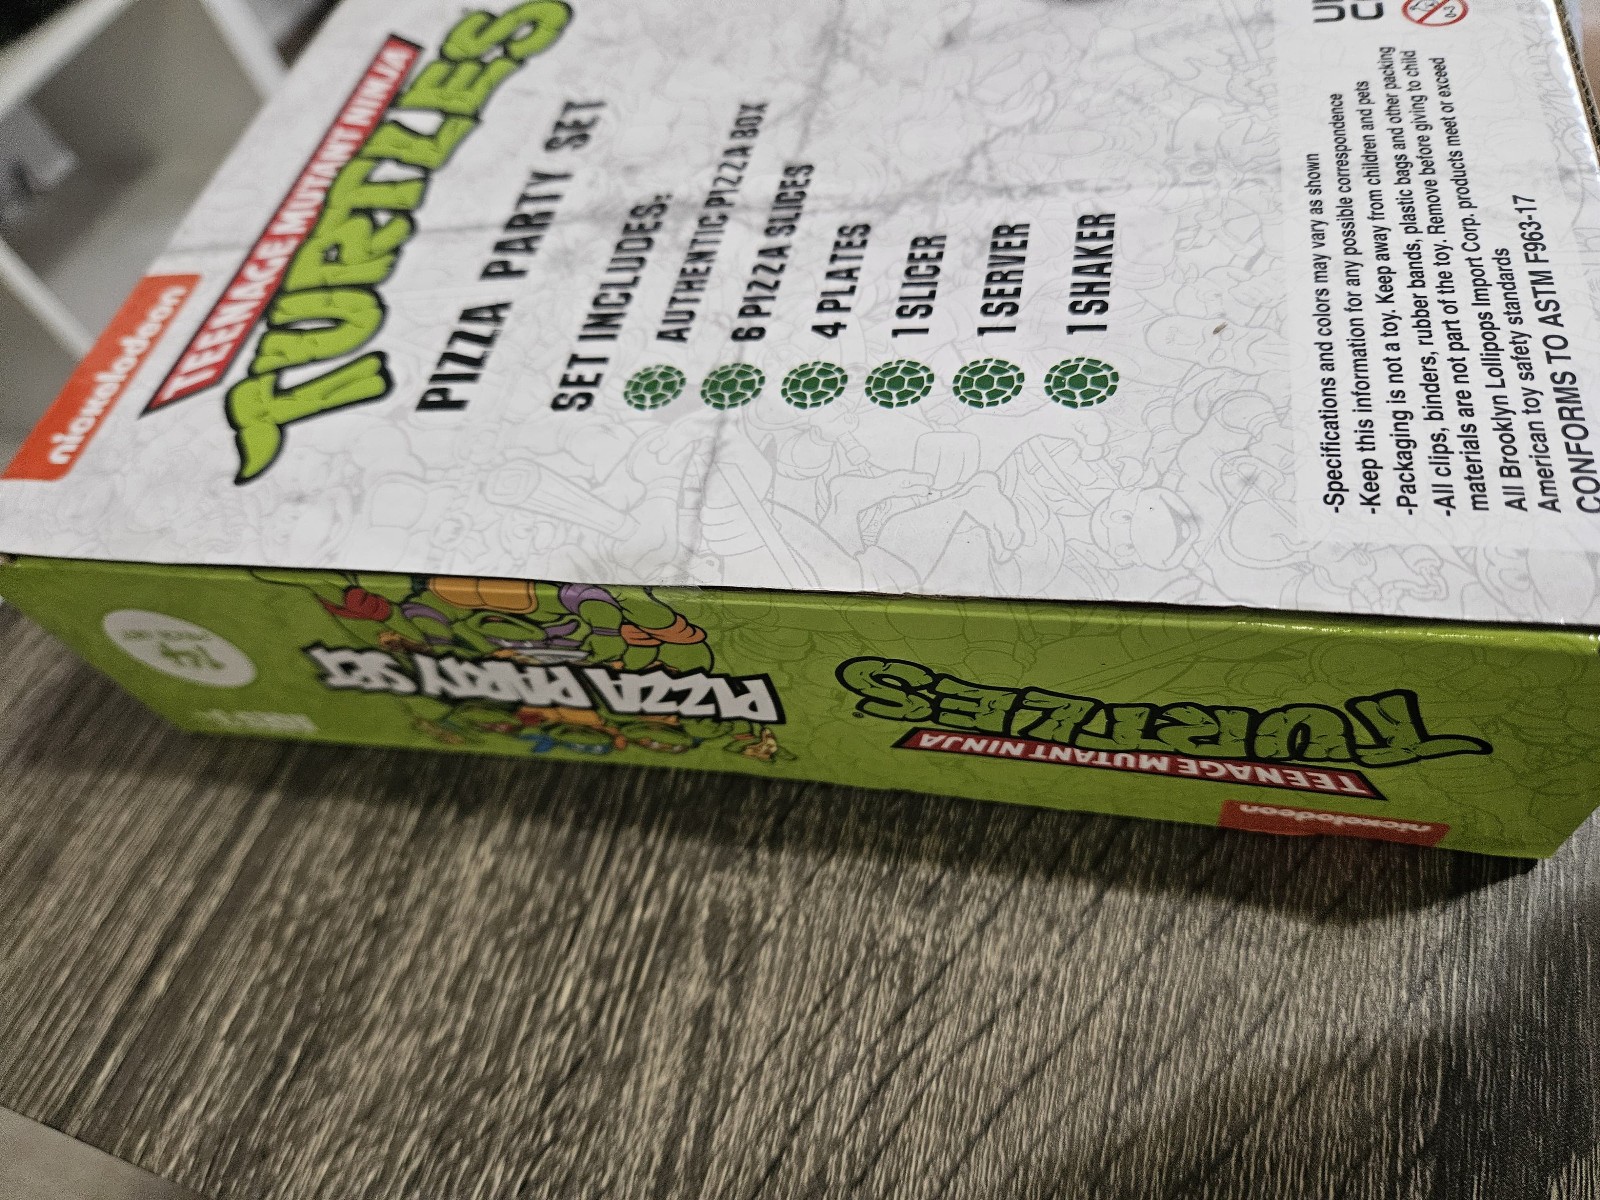 nickelodeon
TEENAGE MUTANT NINJA
TURTLES
PIZZA PARTY SET
SET INCLUDES:
AUTHENTIC PIZZA BOX
6 PIZZA SLICES
4 PLATES
1 SLICER
1 SERVER
1 SHAKER
-Specifications and colors may vary as shown
-Keep this information for any possible correspondence
-Packaging is not a toy. Keep away from children and pets
-All clips, binders, rubber bands, plastic bags and other packing
materials are not part of the toy. Remove before giving to child
All Brooklyn Lollipops Import Corp. products meet or exceed
American toy safety standards
CONFORMS TO ASTM F963-17
nickelodeon
TEENAGE MUTANT NINJA
TURTLES
PIZZA PARTY SET
14